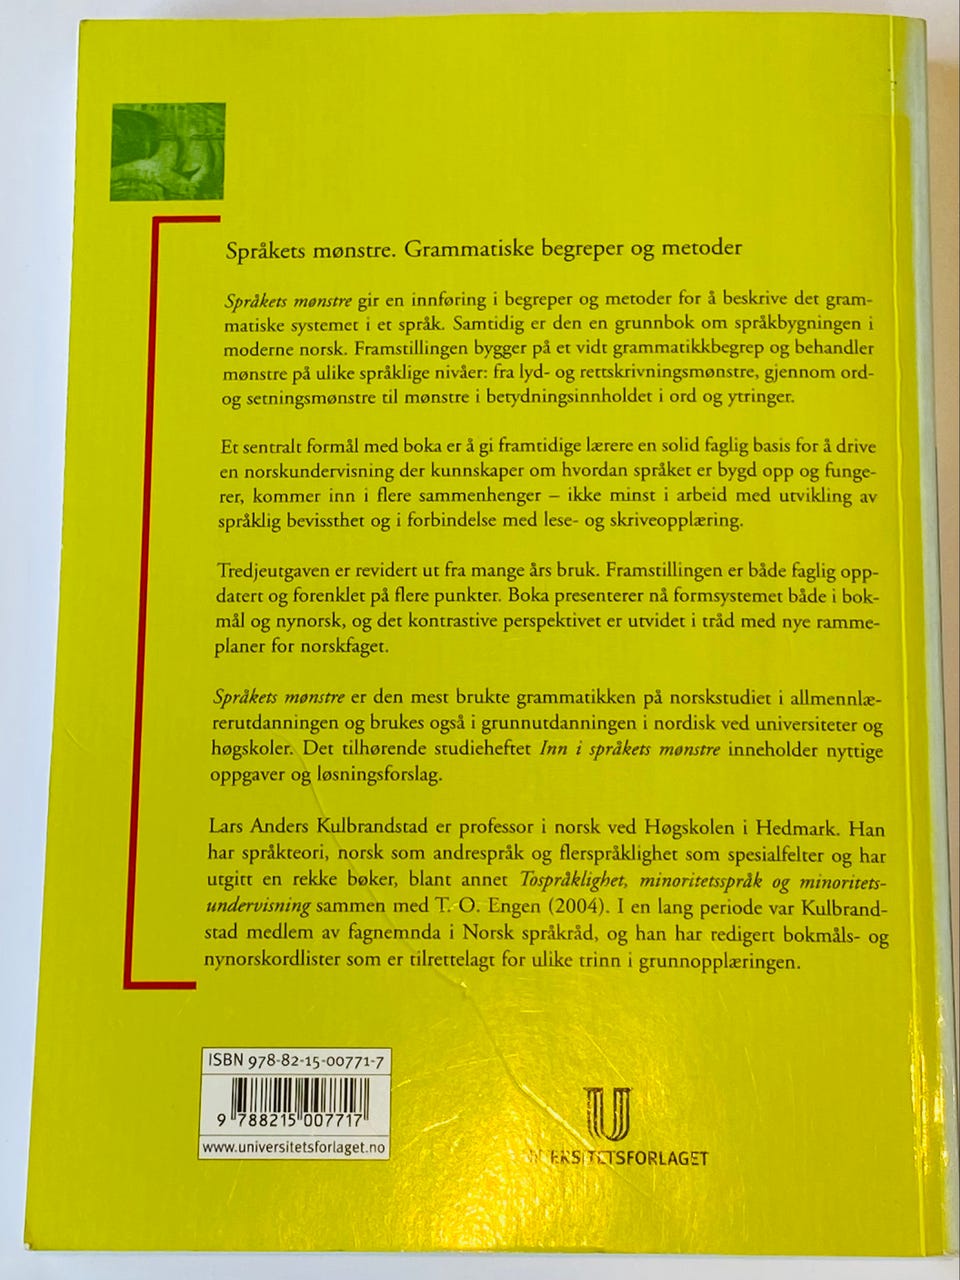 Språkets mønstre. Grammatiske begreper og metoder
Språkets mønstre gir en innføring i begreper og metoder for å beskrive det gram-
matiske systemet i et språk. Samtidig er den en grunnbok om språkbygningen i
moderne norsk. Framstillingen bygger på et vidt grammatikkbegrep og behandler
mønstre på ulike språklige nivåer: fra lyd- og rettskrivningsmønstre, gjennom ord-
og setningsmønstre til mønstre i betydningsinnholdet i ord og ytringer.
Et sentralt formål med boka er å gi framtidige lærere en solid faglig basis for å drive
en norskundervisning der kunnskaper om hvordan språket er bygd opp og funge-
rer, kommer inn i flere sammenhenger – ikke minst i arbeid med utvikling av
språklig bevissthet og i forbindelse med lese- og skriveopplæring.
Tredjeutgaven er revidert ut fra mange års bruk. Framstillingen er både faglig opp-
datert og forenklet på flere punkter. Boka presenterer nå formsystemet både i bok-
mål og nynorsk, og det kontrastive perspektivet er utvidet i tråd med nye ramme-
planer for norskfaget.
Språkets mønstre er den mest brukte grammatikken på norskstudiet i allmennlæ-
rerutdanningen og brukes også i grunnutdanningen i nordisk ved universiteter og
høgskoler. Det tilhørende studieheftet Inn i språkets mønstre inneholder nyttige
oppgaver og løsningsforslag.
Lars Anders Kulbrandstad er professor i norsk ved Høgskolen i Hedmark. Han
har språkteori, norsk som andrespråk og flerspråklighet som spesialfelter og har
utgitt en rekke bøker, blant annet Tospråklighet, minoritetsspråk og minoritets-
undervisning sammen med T. O. Engen (2004). I en lang periode var Kulbrand-
stad medlem av fagnemnda i Norsk språkråd, og han har redigert bokmåls- og
nynorskordlister som er tilrettelagt for ulike trinn i grunnopplæringen.
ISBN 978-82-15-00771-7
9 788215 007717
www.universitetsforlaget.no
U
UNIVERSITETSFORLAGET